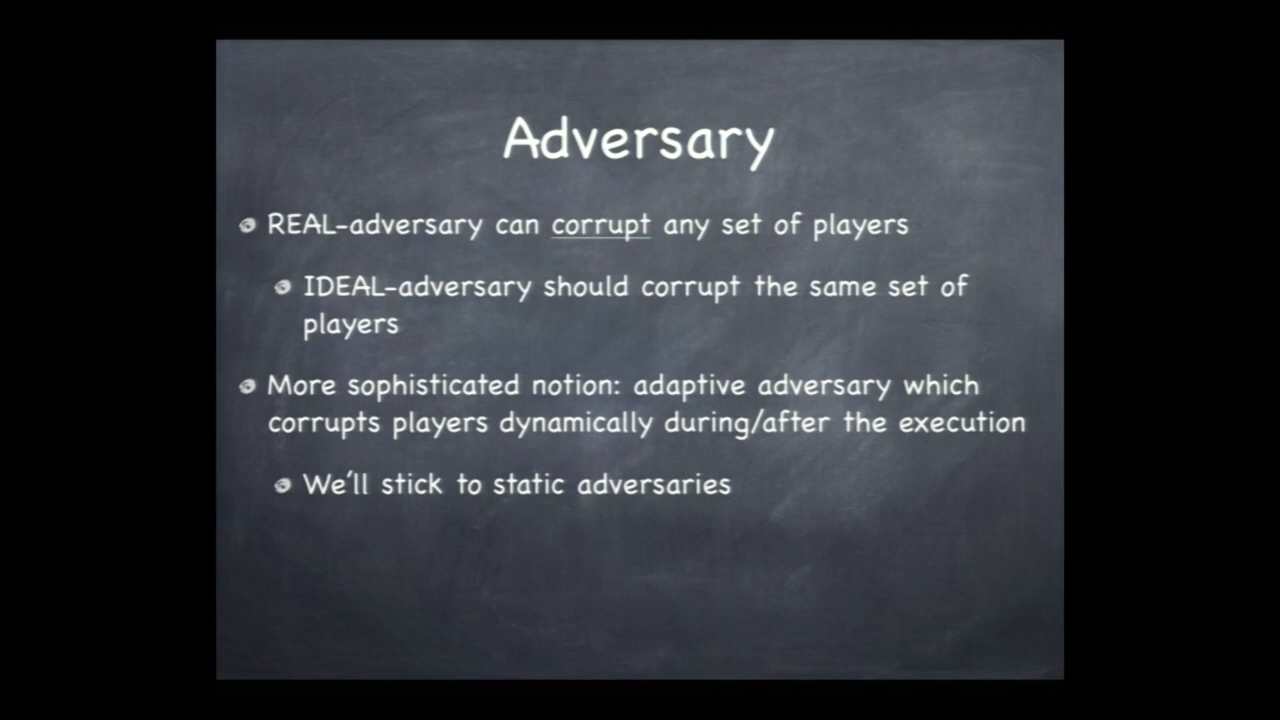 Adversary
REAL-adversary can corrupt any set of players
IDEAL-adversary should corrupt the same set of
players
More sophisticated notion: adaptive adversary which
corrupts players dynamically during/after the execution
We'll stick to static adversaries